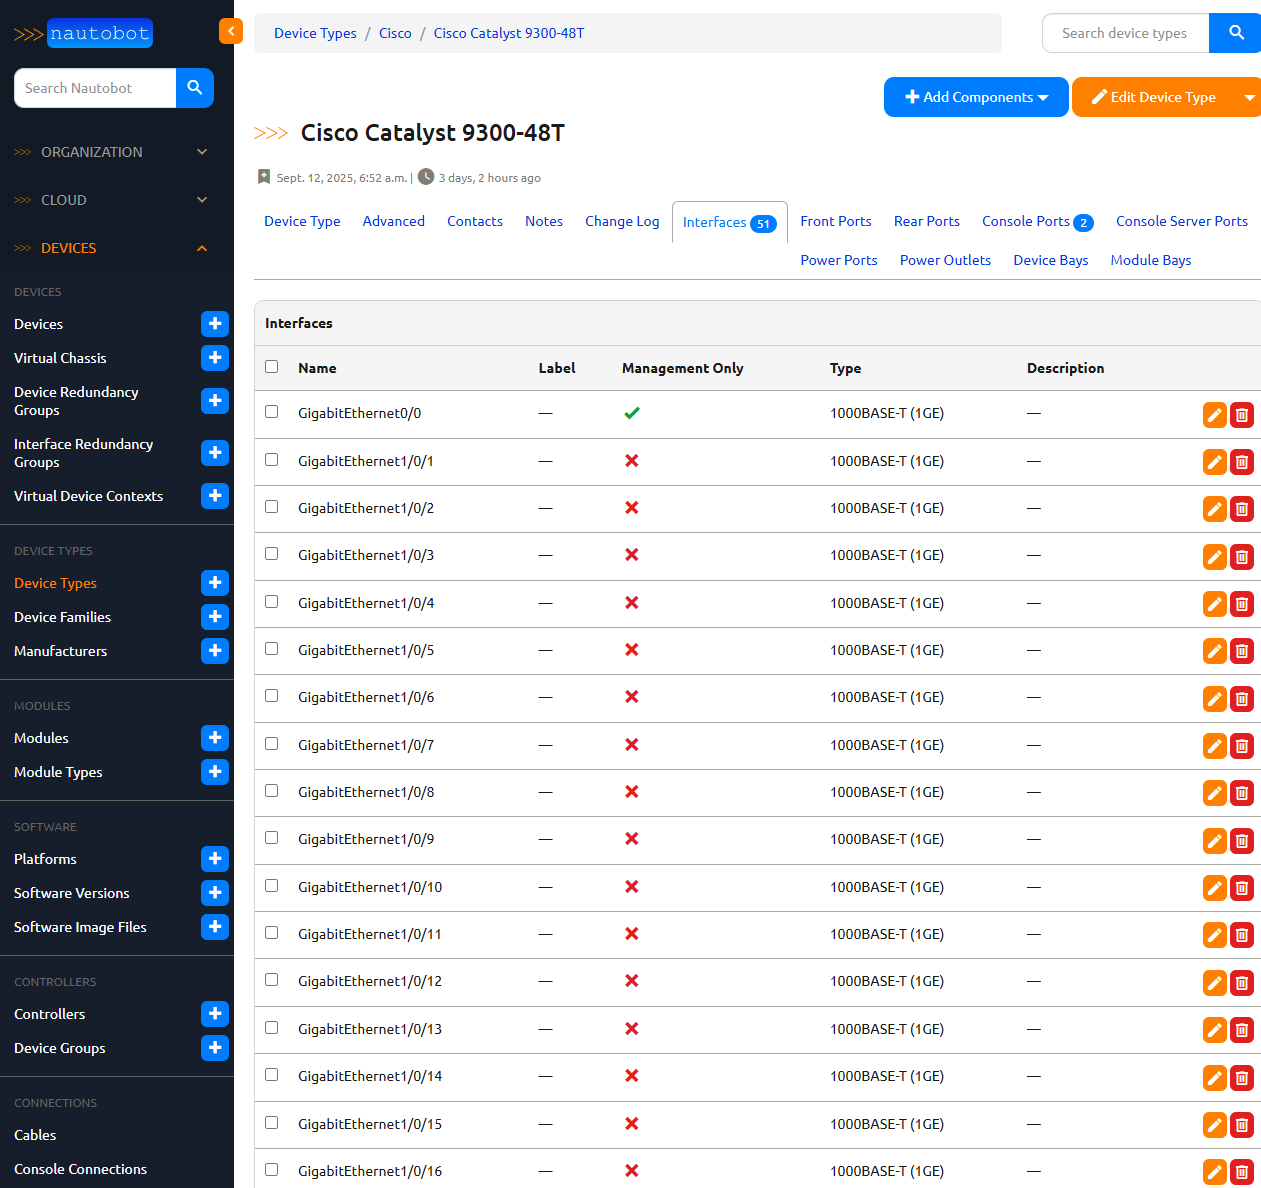 >>> nautobot
Search Nautobot
>>> ORGANIZATION
>>> CLOUD
>>> DEVICES
DEVICES
Devices
Virtual Chassis
Device Redundancy
Groups
Interface Redundancy
Groups
Virtual Device Contexts
DEVICE TYPES
Device Types
Device Families
Manufacturers
MODULES
Modules
Module Types
SOFTWARE
Platforms
Software Versions
Software Image Files
CONTROLLERS
Controllers
Device Groups
CONNECTIONS
Cables
Console Connections
Device Types / Cisco / Cisco Catalyst 9300-48T
Search device types
Add Components
Edit Device Type
>>> Cisco Catalyst 9300-48T
Sept. 12, 2025, 6:52 a.m. | 3 days, 2 hours ago
Device Type Advanced Contacts Notes Change Log Interfaces 51 Front Ports Rear Ports Console Ports 2 Console Server Ports
Power Ports Power Outlets Device Bays Module Bays
Interfaces
Name Label Management Only Type Description
GigabitEthernet0/0 — 1000BASE-T (1GE) —
GigabitEthernet1/0/1 — 1000BASE-T (1GE) —
GigabitEthernet1/0/2 — 1000BASE-T (1GE) —
GigabitEthernet1/0/3 — 1000BASE-T (1GE) —
GigabitEthernet1/0/4 — 1000BASE-T (1GE) —
GigabitEthernet1/0/5 — 1000BASE-T (1GE) —
GigabitEthernet1/0/6 — 1000BASE-T (1GE) —
GigabitEthernet1/0/7 — 1000BASE-T (1GE) —
GigabitEthernet1/0/8 — 1000BASE-T (1GE) —
GigabitEthernet1/0/9 — 1000BASE-T (1GE) —
GigabitEthernet1/0/10 — 1000BASE-T (1GE) —
GigabitEthernet1/0/11 — 1000BASE-T (1GE) —
GigabitEthernet1/0/12 — 1000BASE-T (1GE) —
GigabitEthernet1/0/13 — 1000BASE-T (1GE) —
GigabitEthernet1/0/14 — 1000BASE-T (1GE) —
GigabitEthernet1/0/15 — 1000BASE-T (1GE) —
GigabitEthernet1/0/16 — 1000BASE-T (1GE) —